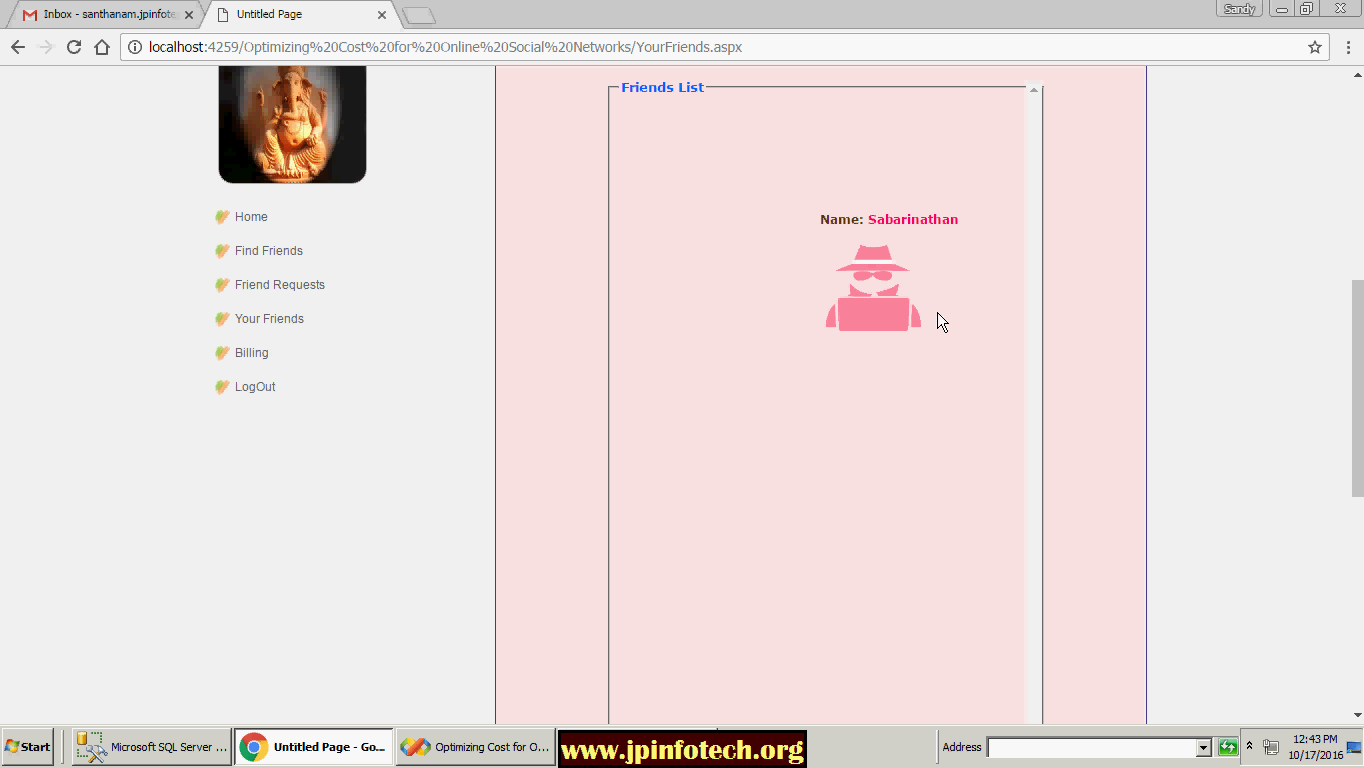 Inbox - santhanam.jpinfote
Untitled Page
Sandy
localhost:4259/Optimizing%20Cost%20for%20Online%20Social%20Networks/YourFriends.aspx
Friends List
Name: Sabarinathan
Home
Find Friends
Friend Requests
Your Friends
Billing
LogOut
Start
Microsoft SQL Server ...
Untitled Page - Go...
Optimizing Cost for O...
www.jpinfotech.org
Address
12:43 PM
10/17/2016